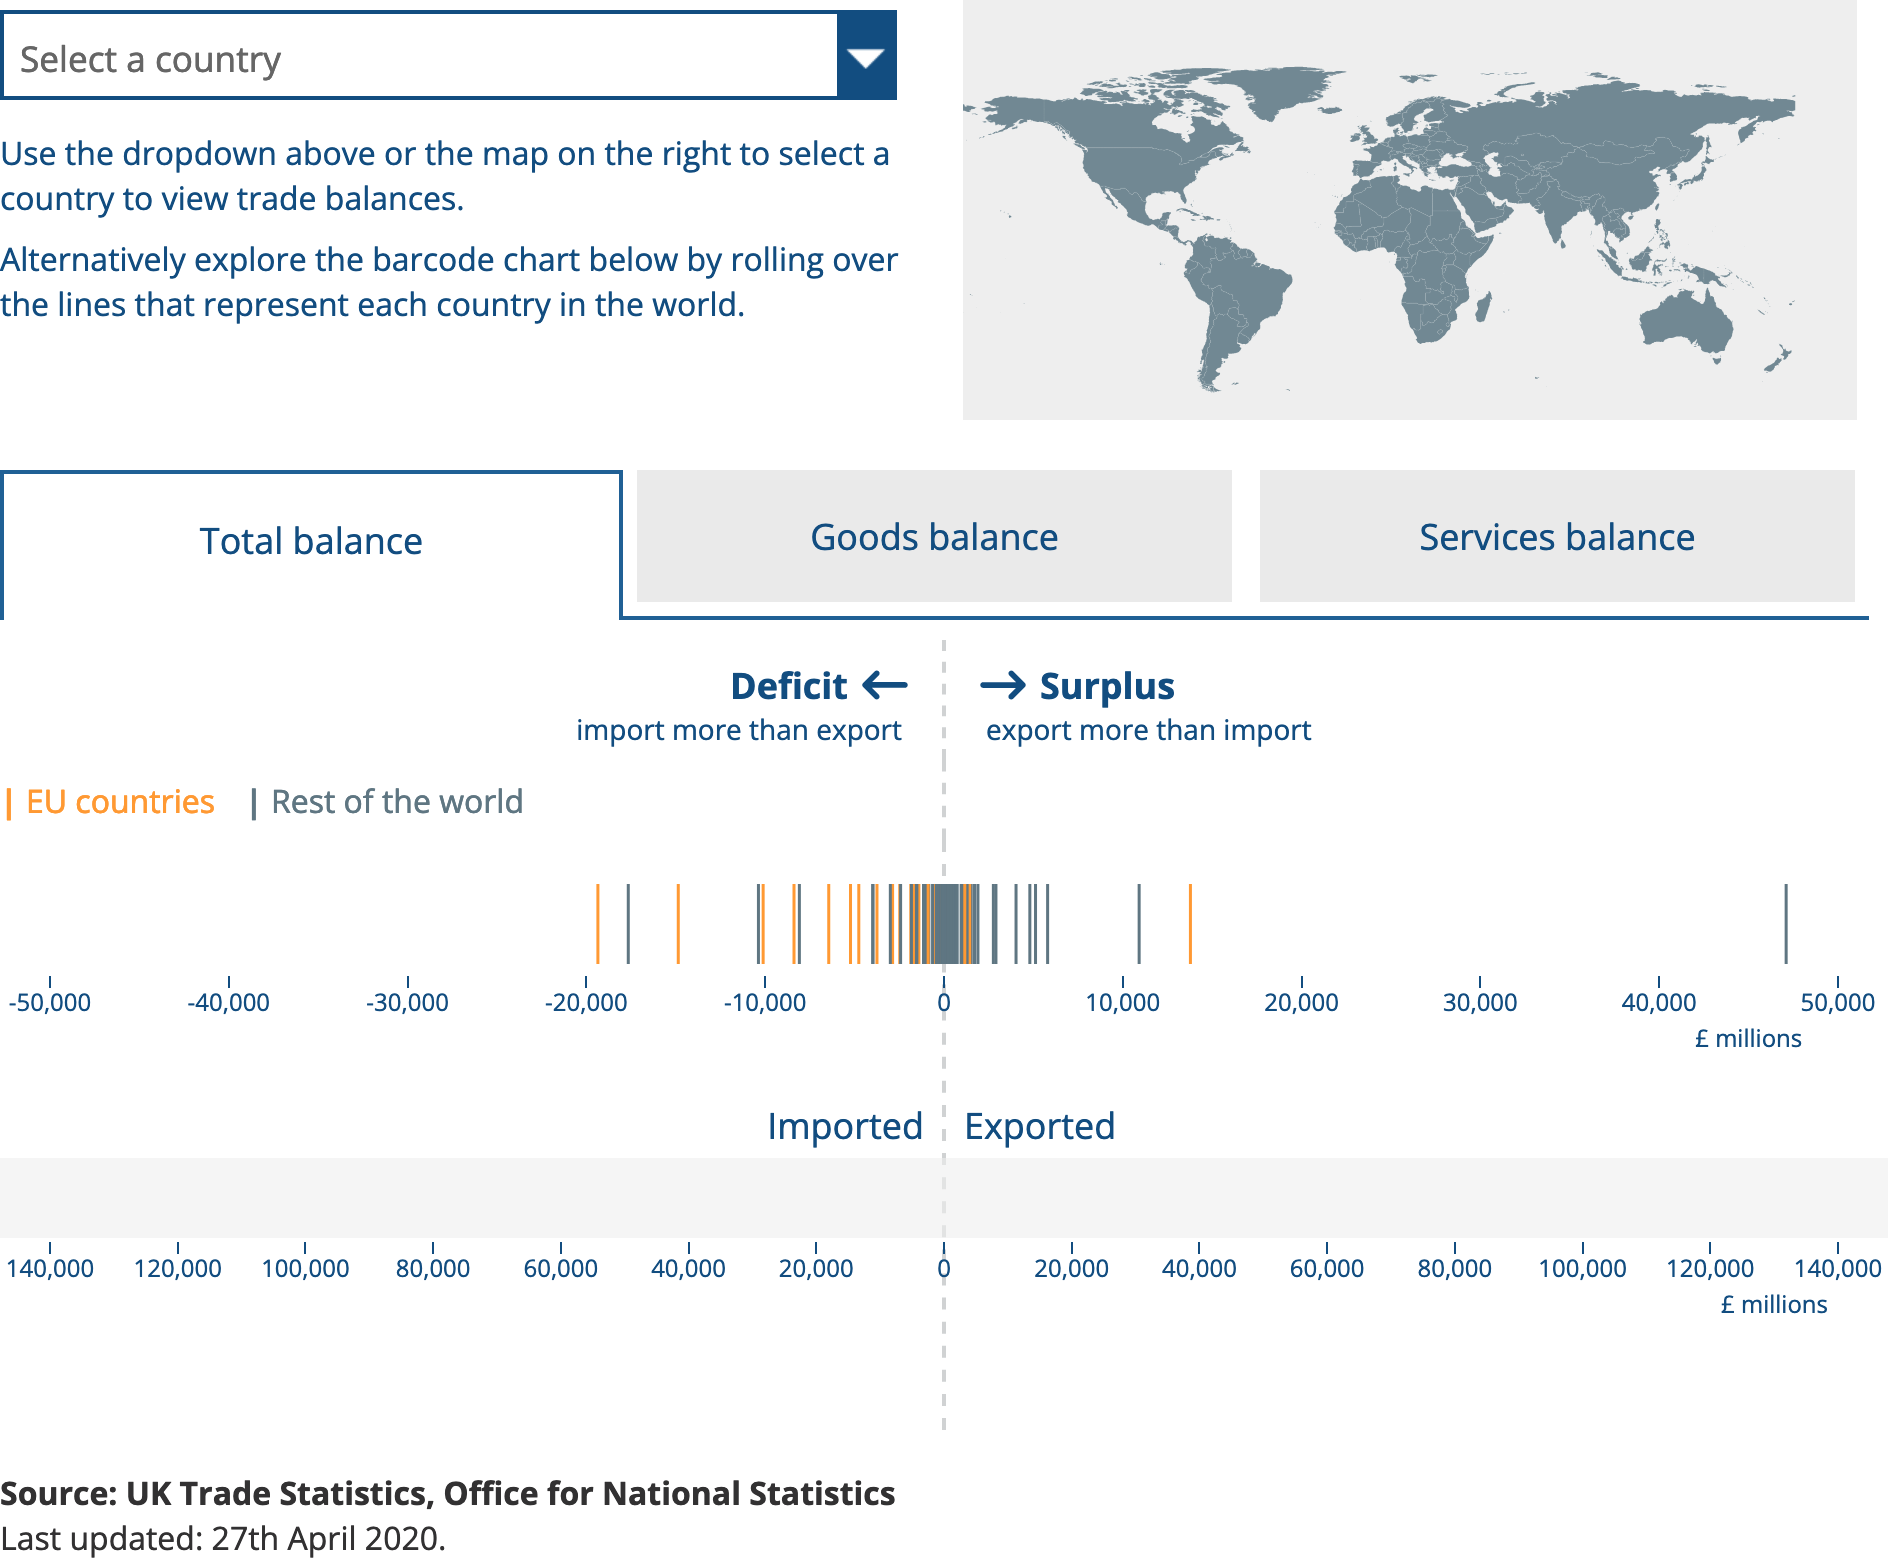 Select a country
Use the dropdown above or the map on the right to select a
country to view trade balances.
Alternatively explore the barcode chart below by rolling over
the lines that represent each country in the world.
Total balance
Goods balance
Services balance
Deficit ←
→ Surplus
import more than export
export more than import
| EU countries
| Rest of the world
-50,000
-40,000
-30,000
-20,000
-10,000
0
10,000
20,000
30,000
40,000
50,000
£ millions
Imported
Exported
140,000
120,000
100,000
80,000
60,000
40,000
20,000
0
20,000
40,000
60,000
80,000
100,000
120,000
140,000
£ millions
Source: UK Trade Statistics, Office for National Statistics
Last updated: 27th April 2020.